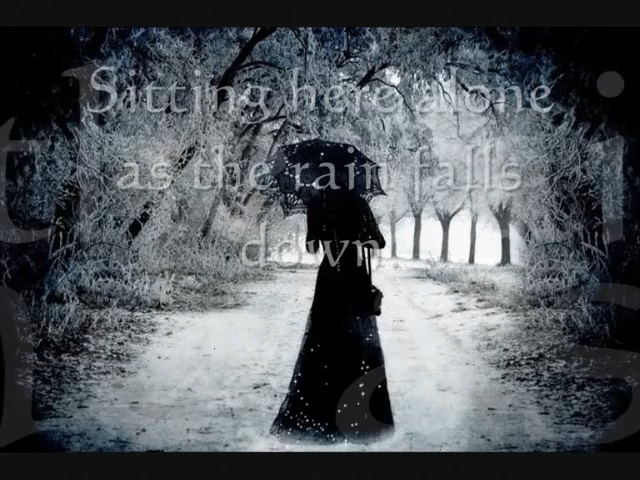 Sitting here alone
as the rain falls
down.